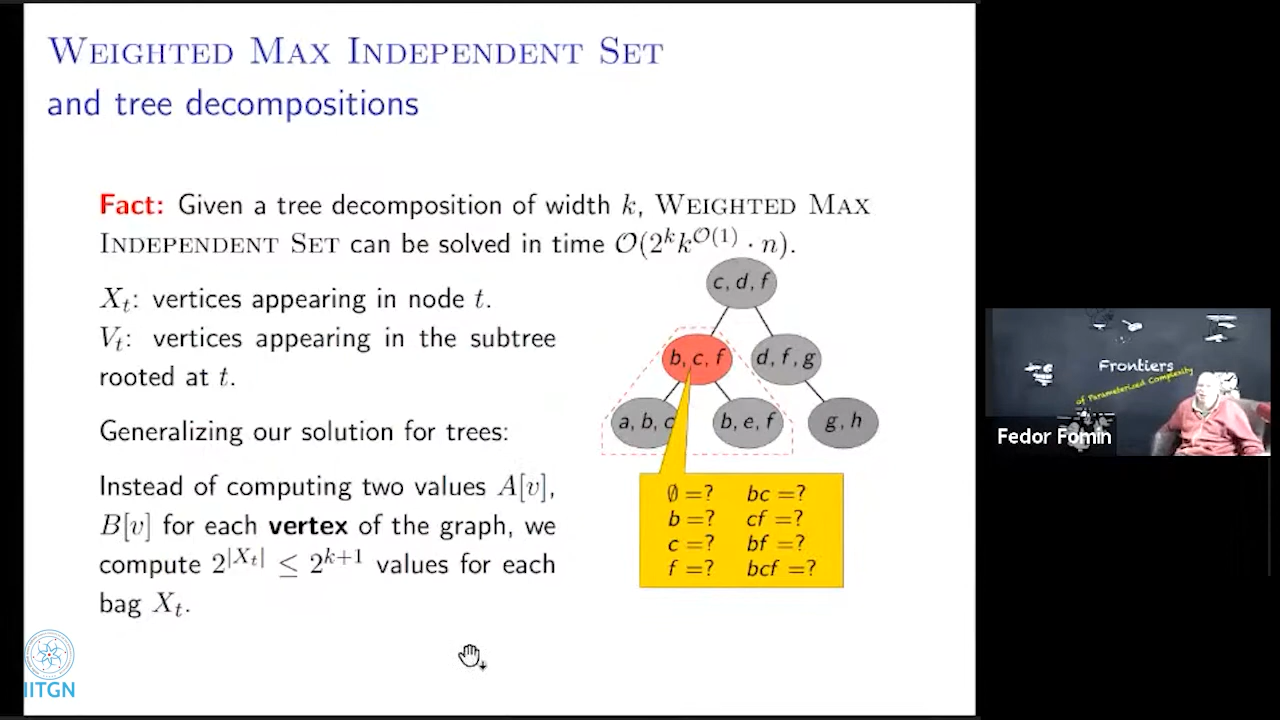 WEIGHTED MAX INDEPENDENT SET
and tree decompositions
Fact: Given a tree decomposition of width k, WEIGHTED MAX
INDEPENDENT SET can be solved in time 𝒪(2^k k^𝒪(1) · n).
X_t: vertices appearing in node t.
V_t: vertices appearing in the subtree
rooted at t.
Generalizing our solution for trees:
Instead of computing two values A[v],
B[v] for each vertex of the graph, we
compute 2^|X_t| ≤ 2^k+1 values for each
bag X_t.
c, d, f
b, c, f
d, f, g
a, b, c
b, e, f
g, h
∅ =? bc =?
b =? cf =?
c =? bf =?
f =? bcf =?
Frontiers
of Parameterized Complexity
Fedor Fomin
IITGN